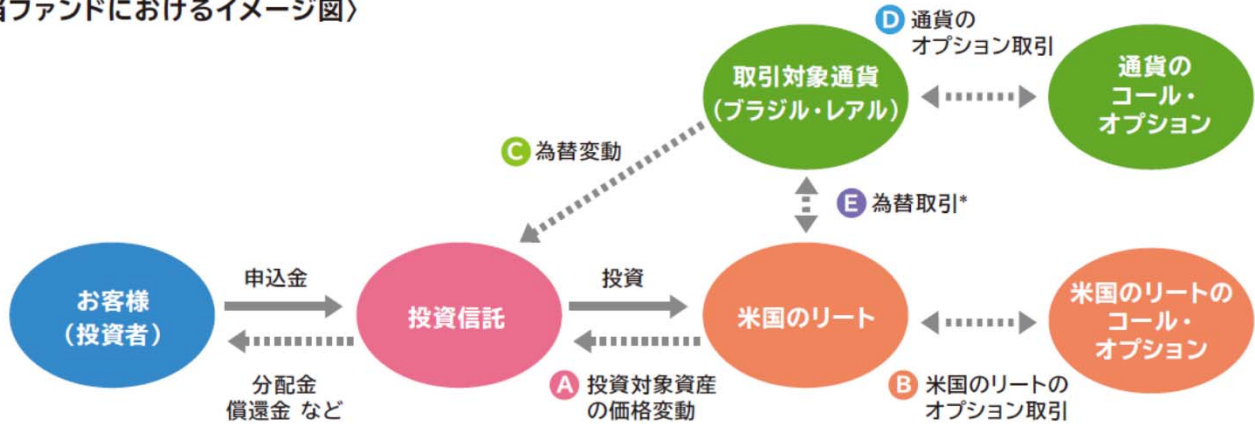 ファンドにおけるイメージ図〉
D 通貨の
オプション取引
取引対象通貨
（ブラジル・レアル）
通貨の
コール・
オプション
C 為替変動
E 為替取引*
お客様
（投資者）
申込金
分配金
償還金 など
投資信託
投資
A 投資対象資産
の価格変動
米国のリート
B 米国のリートの
オプション取引
米国のリートの
コール・
オプション